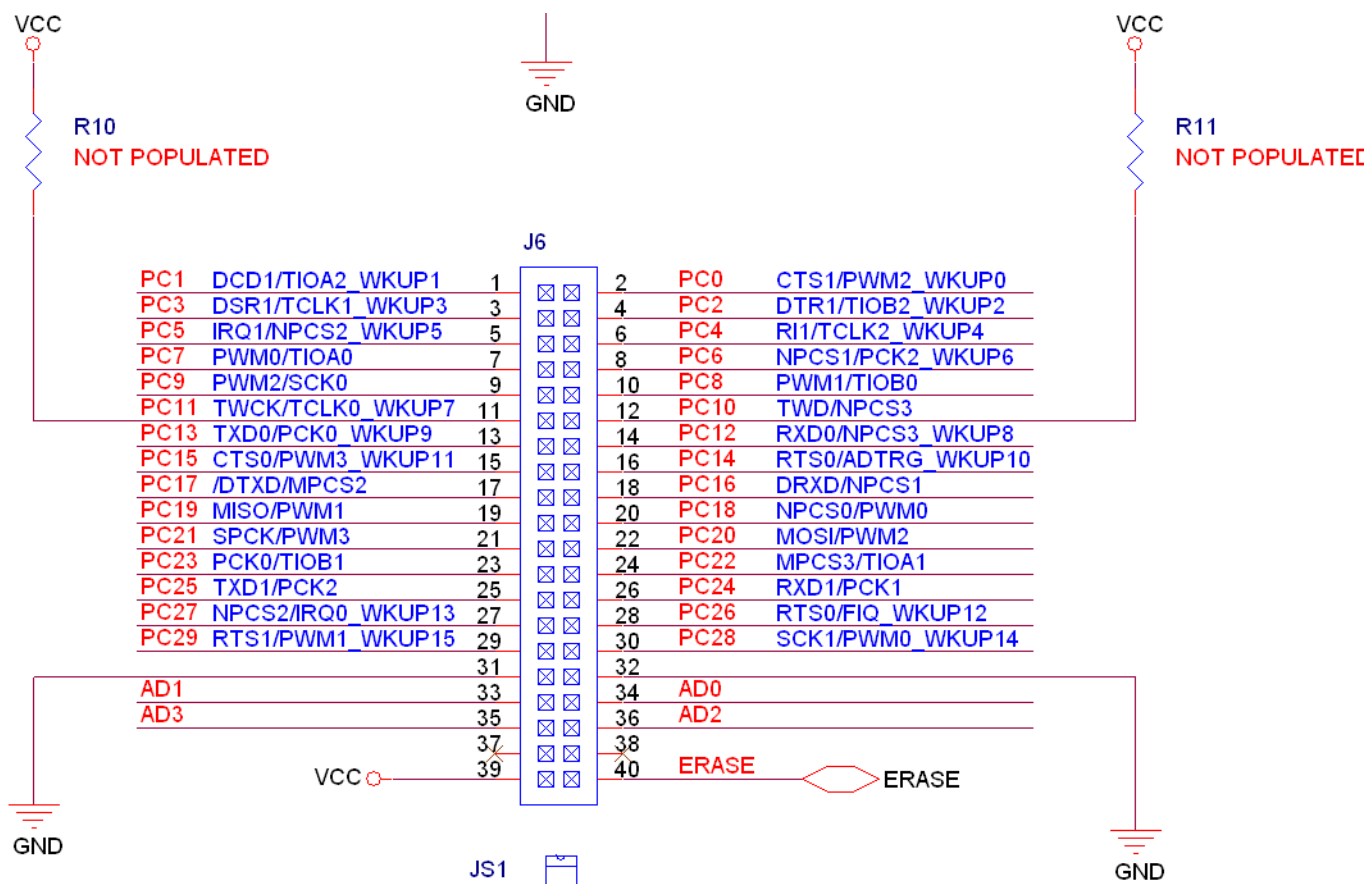 VCC
VCC
GND
R10
NOT POPULATED
R11
NOT POPULATED
J6
PC1 DCD1/TIOA2_WKUP1 1 2 PC0 CTS1/PWM2_WKUP0
PC3 DSR1/TCLK1_WKUP3 3 4 PC2 DTR1/TIOB2_WKUP2
PC5 IRQ1/NPCS2_WKUP5 5 6 PC4 RI1/TCLK2_WKUP4
PC7 PWM0/TIOA0 7 8 PC6 NPCS1/PCK2_WKUP6
PC9 PWM2/SCK0 9 10 PC8 PWM1/TIOB0
PC11 TWCK/TCLK0_WKUP7 11 12 PC10 TWD/NPCS3
PC13 TXD0/PCK0_WKUP9 13 14 PC12 RXD0/NPCS3_WKUP8
PC15 CTS0/PWM3_WKUP11 15 16 PC14 RTS0/ADTRG_WKUP10
PC17 /DTXD/MPCS2 17 18 PC16 DRXD/NPCS1
PC19 MISO/PWM1 19 20 PC18 NPCS0/PWM0
PC21 SPCK/PWM3 21 22 PC20 MOSI/PWM2
PC23 PCK0/TIOB1 23 24 PC22 MPCS3/TIOA1
PC25 TXD1/PCK2 25 26 PC24 RXD1/PCK1
PC27 NPCS2/IRQ0_WKUP13 27 28 PC26 RTS0/FIQ_WKUP12
PC29 RTS1/PWM1_WKUP15 29 30 PC28 SCK1/PWM0_WKUP14
31 32
AD1 33 34 AD0
AD3 35 36 AD2
37 38
VCC 39 40 ERASE ERASE
GND
GND
JS1